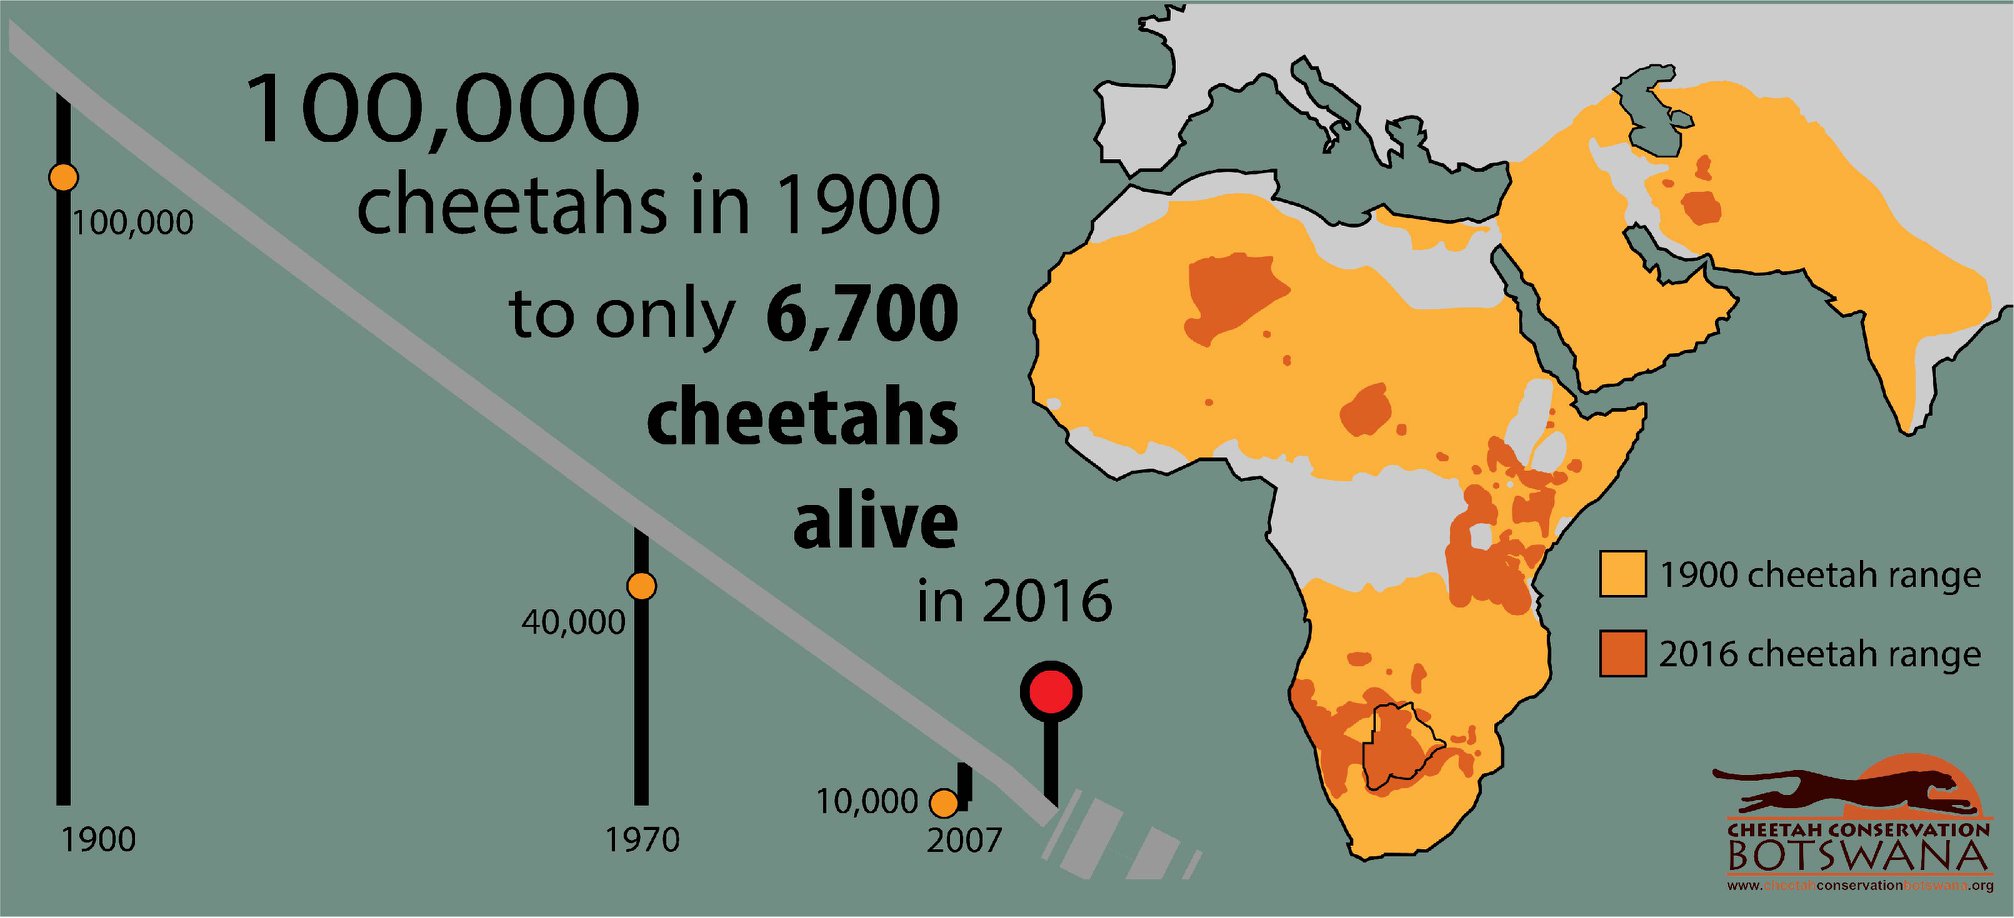 100,000
cheetahs in 1900
to only 6,700
cheetahs
alive
in 2016
100,000
40,000
10,000
1900
1970
2007
1900 cheetah range
2016 cheetah range
CHEETAH CONSERVATION
BOTSWANA
www.cheetahconservationbotswana.org